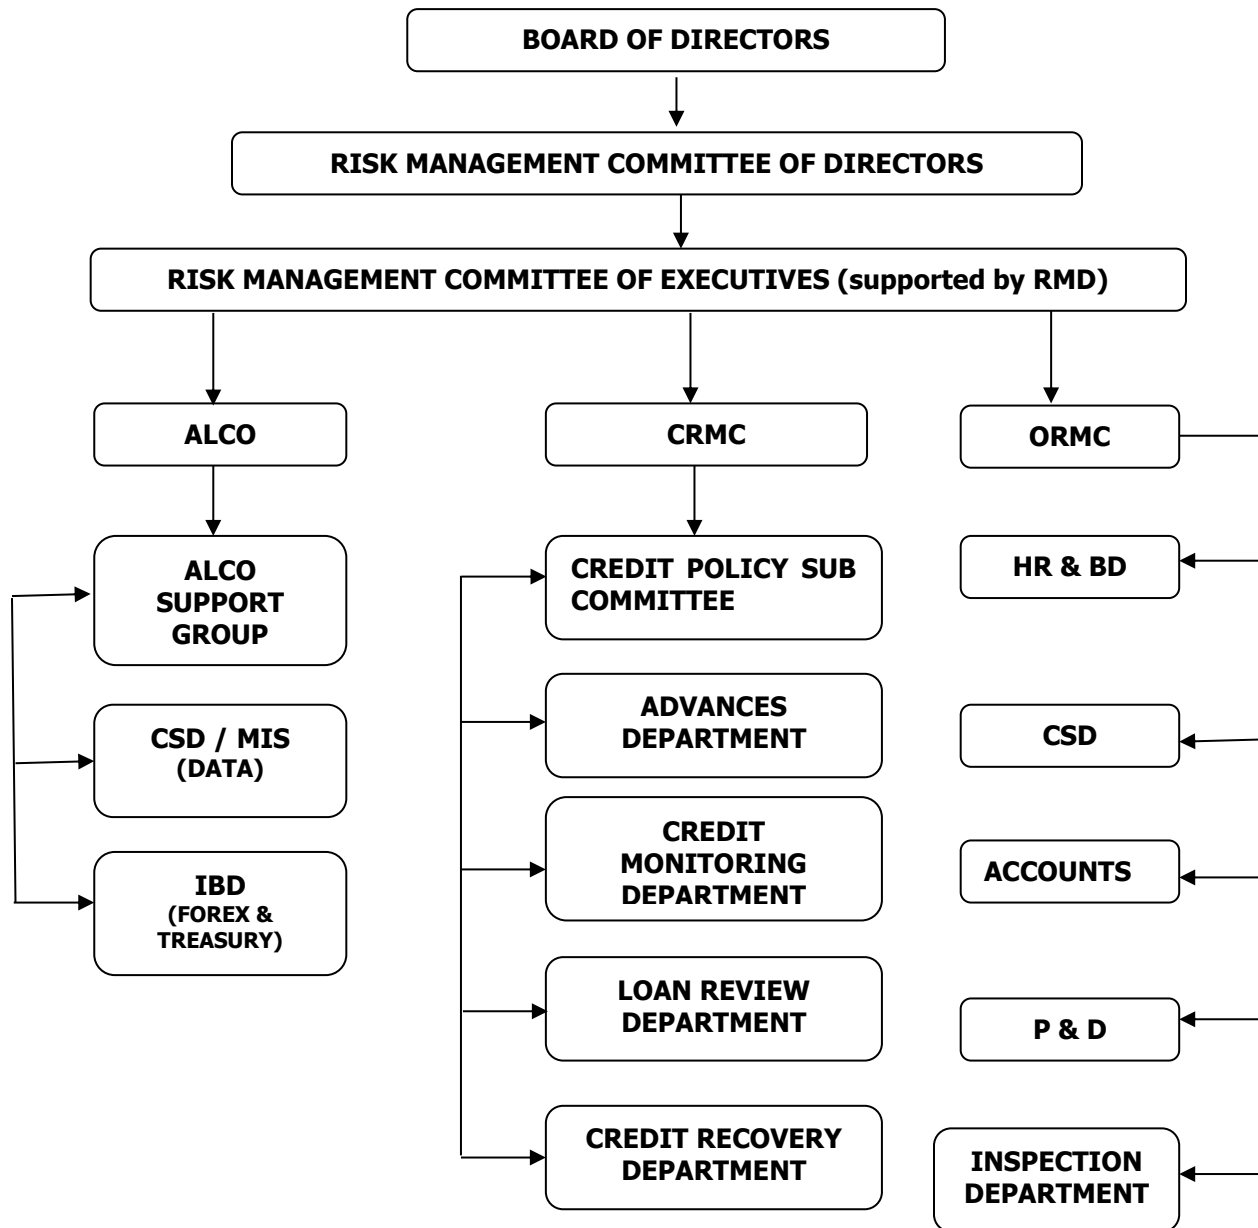 BOARD OF DIRECTORS
RISK MANAGEMENT COMMITTEE OF DIRECTORS
RISK MANAGEMENT COMMITTEE OF EXECUTIVES (supported by RMD)
ALCO
CRMC
ORMC
ALCO
SUPPORT
GROUP
CREDIT POLICY SUB
COMMITTEE
HR & BD
CSD / MIS
(DATA)
ADVANCES
DEPARTMENT
CSD
IBD
(FOREX &
TREASURY)
CREDIT
MONITORING
DEPARTMENT
ACCOUNTS
LOAN REVIEW
DEPARTMENT
P & D
CREDIT RECOVERY
DEPARTMENT
INSPECTION
DEPARTMENT